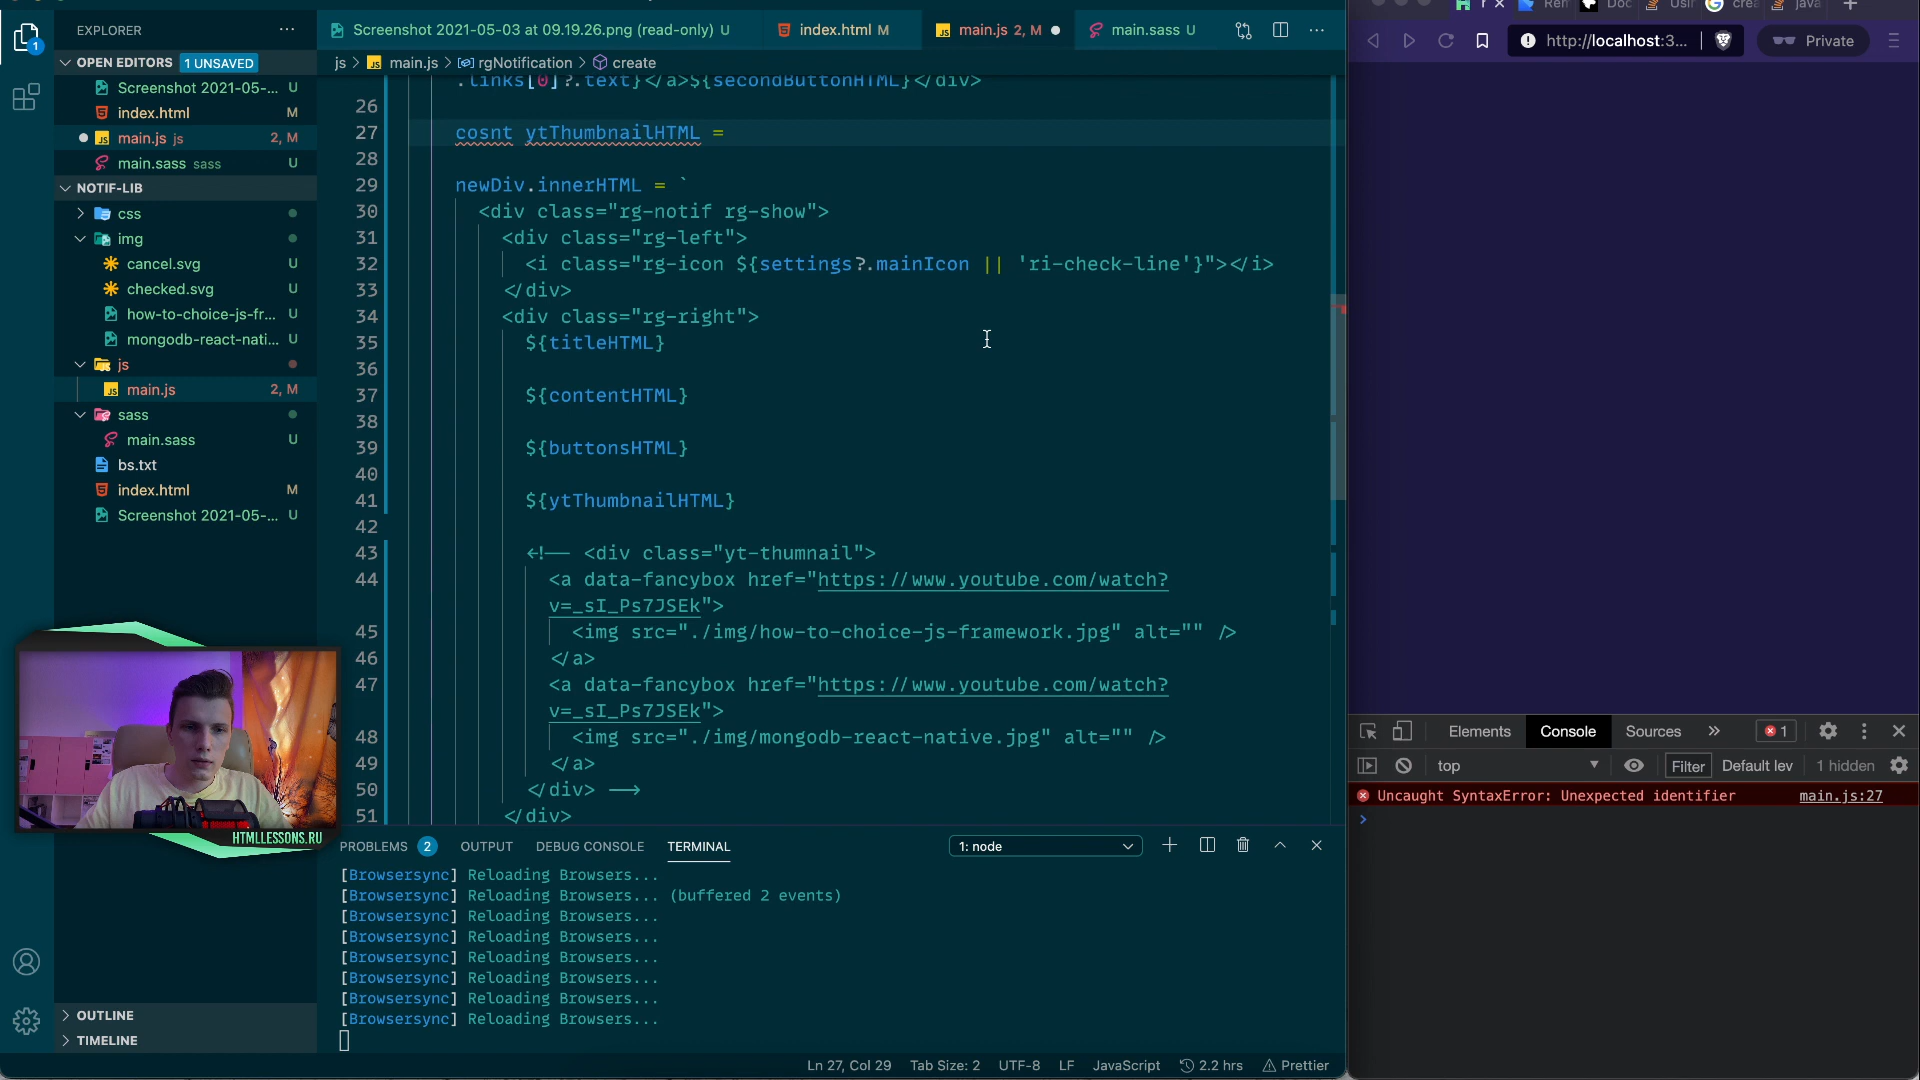 EXPLORER
OPEN EDITORS 1 UNSAVED
Screenshot 2021-05-... U
index.html M
main.js js 2, M
main.sass sass U
NOTIF-LIB
css
img
cancel.svg U
checked.svg U
how-to-choice-js-fr... U
mongodb-react-nati... U
js
main.js 2, M
sass
main.sass U
bs.txt
index.html M
Screenshot 2021-05-... U
HTMLLESSONS.RU
OUTLINE
TIMELINE
Screenshot 2021-05-03 at 09.19.26.png (read-only) U
index.html M
main.js 2, M
main.sass U
js > main.js > rgNotification > create
.links[0]?.text}</a>${secondButtonHTML}</div>
26
27 cosnt ytThumbnailHTML =
28
29 newDiv.innerHTML = `
30 <div class="rg-notif rg-show">
31 <div class="rg-left">
32 <i class="rg-icon ${settings?.mainIcon || 'ri-check-line'}"></i>
33 </div>
34 <div class="rg-right">
35 ${titleHTML}
36
37 ${contentHTML}
38
39 ${buttonsHTML}
40
41 ${ytThumbnailHTML}
42
43 <!-- <div class="yt-thumnail">
44 <a data-fancybox href="https://www.youtube.com/watch?
v=_sI_Ps7JSEk">
45 <img src="./img/how-to-choice-js-framework.jpg" alt="" />
46 </a>
47 <a data-fancybox href="https://www.youtube.com/watch?
v=_sI_Ps7JSEk">
48 <img src="./img/mongodb-react-native.jpg" alt="" />
49 </a>
50 </div> -->
51 </div>
PROBLEMS 2 OUTPUT DEBUG CONSOLE TERMINAL
1: node
[Browsersync] Reloading Browsers...
[Browsersync] Reloading Browsers... (buffered 2 events)
[Browsersync] Reloading Browsers...
[Browsersync] Reloading Browsers...
[Browsersync] Reloading Browsers...
[Browsersync] Reloading Browsers...
[Browsersync] Reloading Browsers...
[Browsersync] Reloading Browsers...
Ln 27, Col 29 Tab Size: 2 UTF-8 LF JavaScript 2.2 hrs Prettier
http://localhost:3... Private
Elements Console Sources 1
top Filter Default lev 1 hidden
Uncaught SyntaxError: Unexpected identifier main.js:27